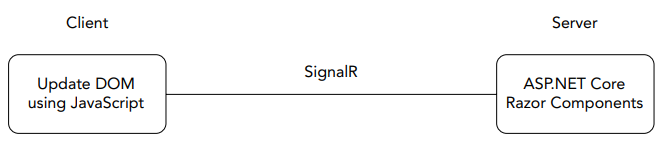 Client
Server
SignalR
Update DOM
using JavaScript
ASP.NET Core
Razor Components